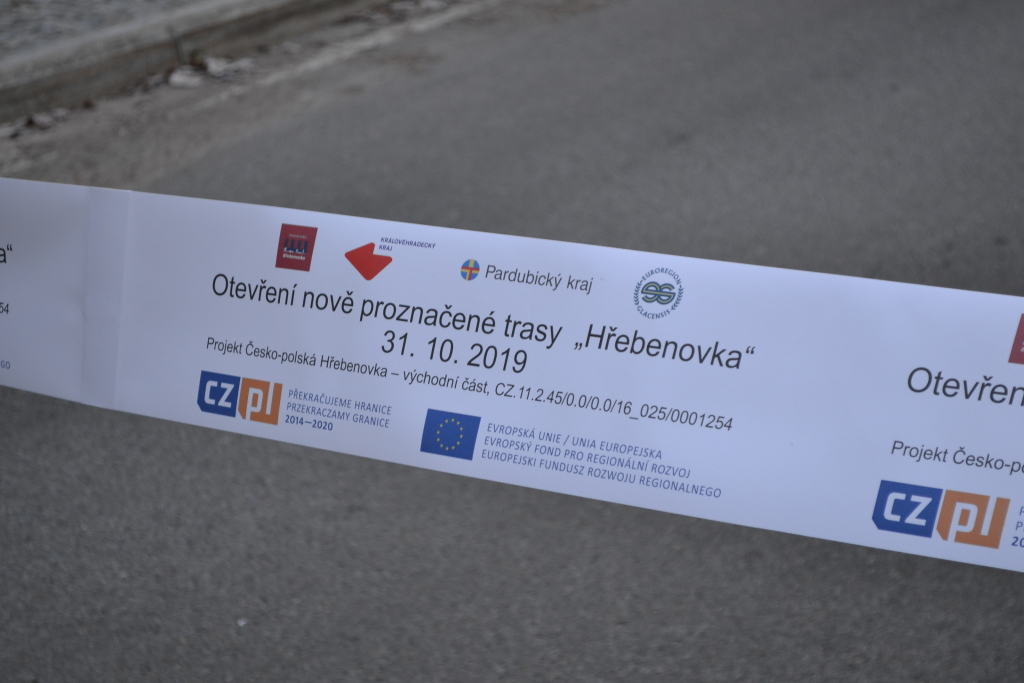 a“
54
KRÁLOVÉHRADECKÝ
KRAJ
Pardubický kraj
EUROREGION
GLACENSIS
Otevření nově proznačené trasy „Hřebenovka“
31. 10. 2019
Projekt Česko-polská Hřebenovka – východní část, CZ.11.2.45/0.0/0.0/16_025/0001254
CZ pl
PŘEKRAČUJEME HRANICE
PRZEKRACZAMY GRANICE
2014—2020
EVROPSKÁ UNIE / UNIA EUROPEJSKA
EVROPSKÝ FOND PRO REGIONÁLNÍ ROZVOJ
EUROPEJSKI FUNDUSZ ROZWOJU REGIONALNEGO
Otevřen
Projekt Česko-po
CZ pl
P
P
20